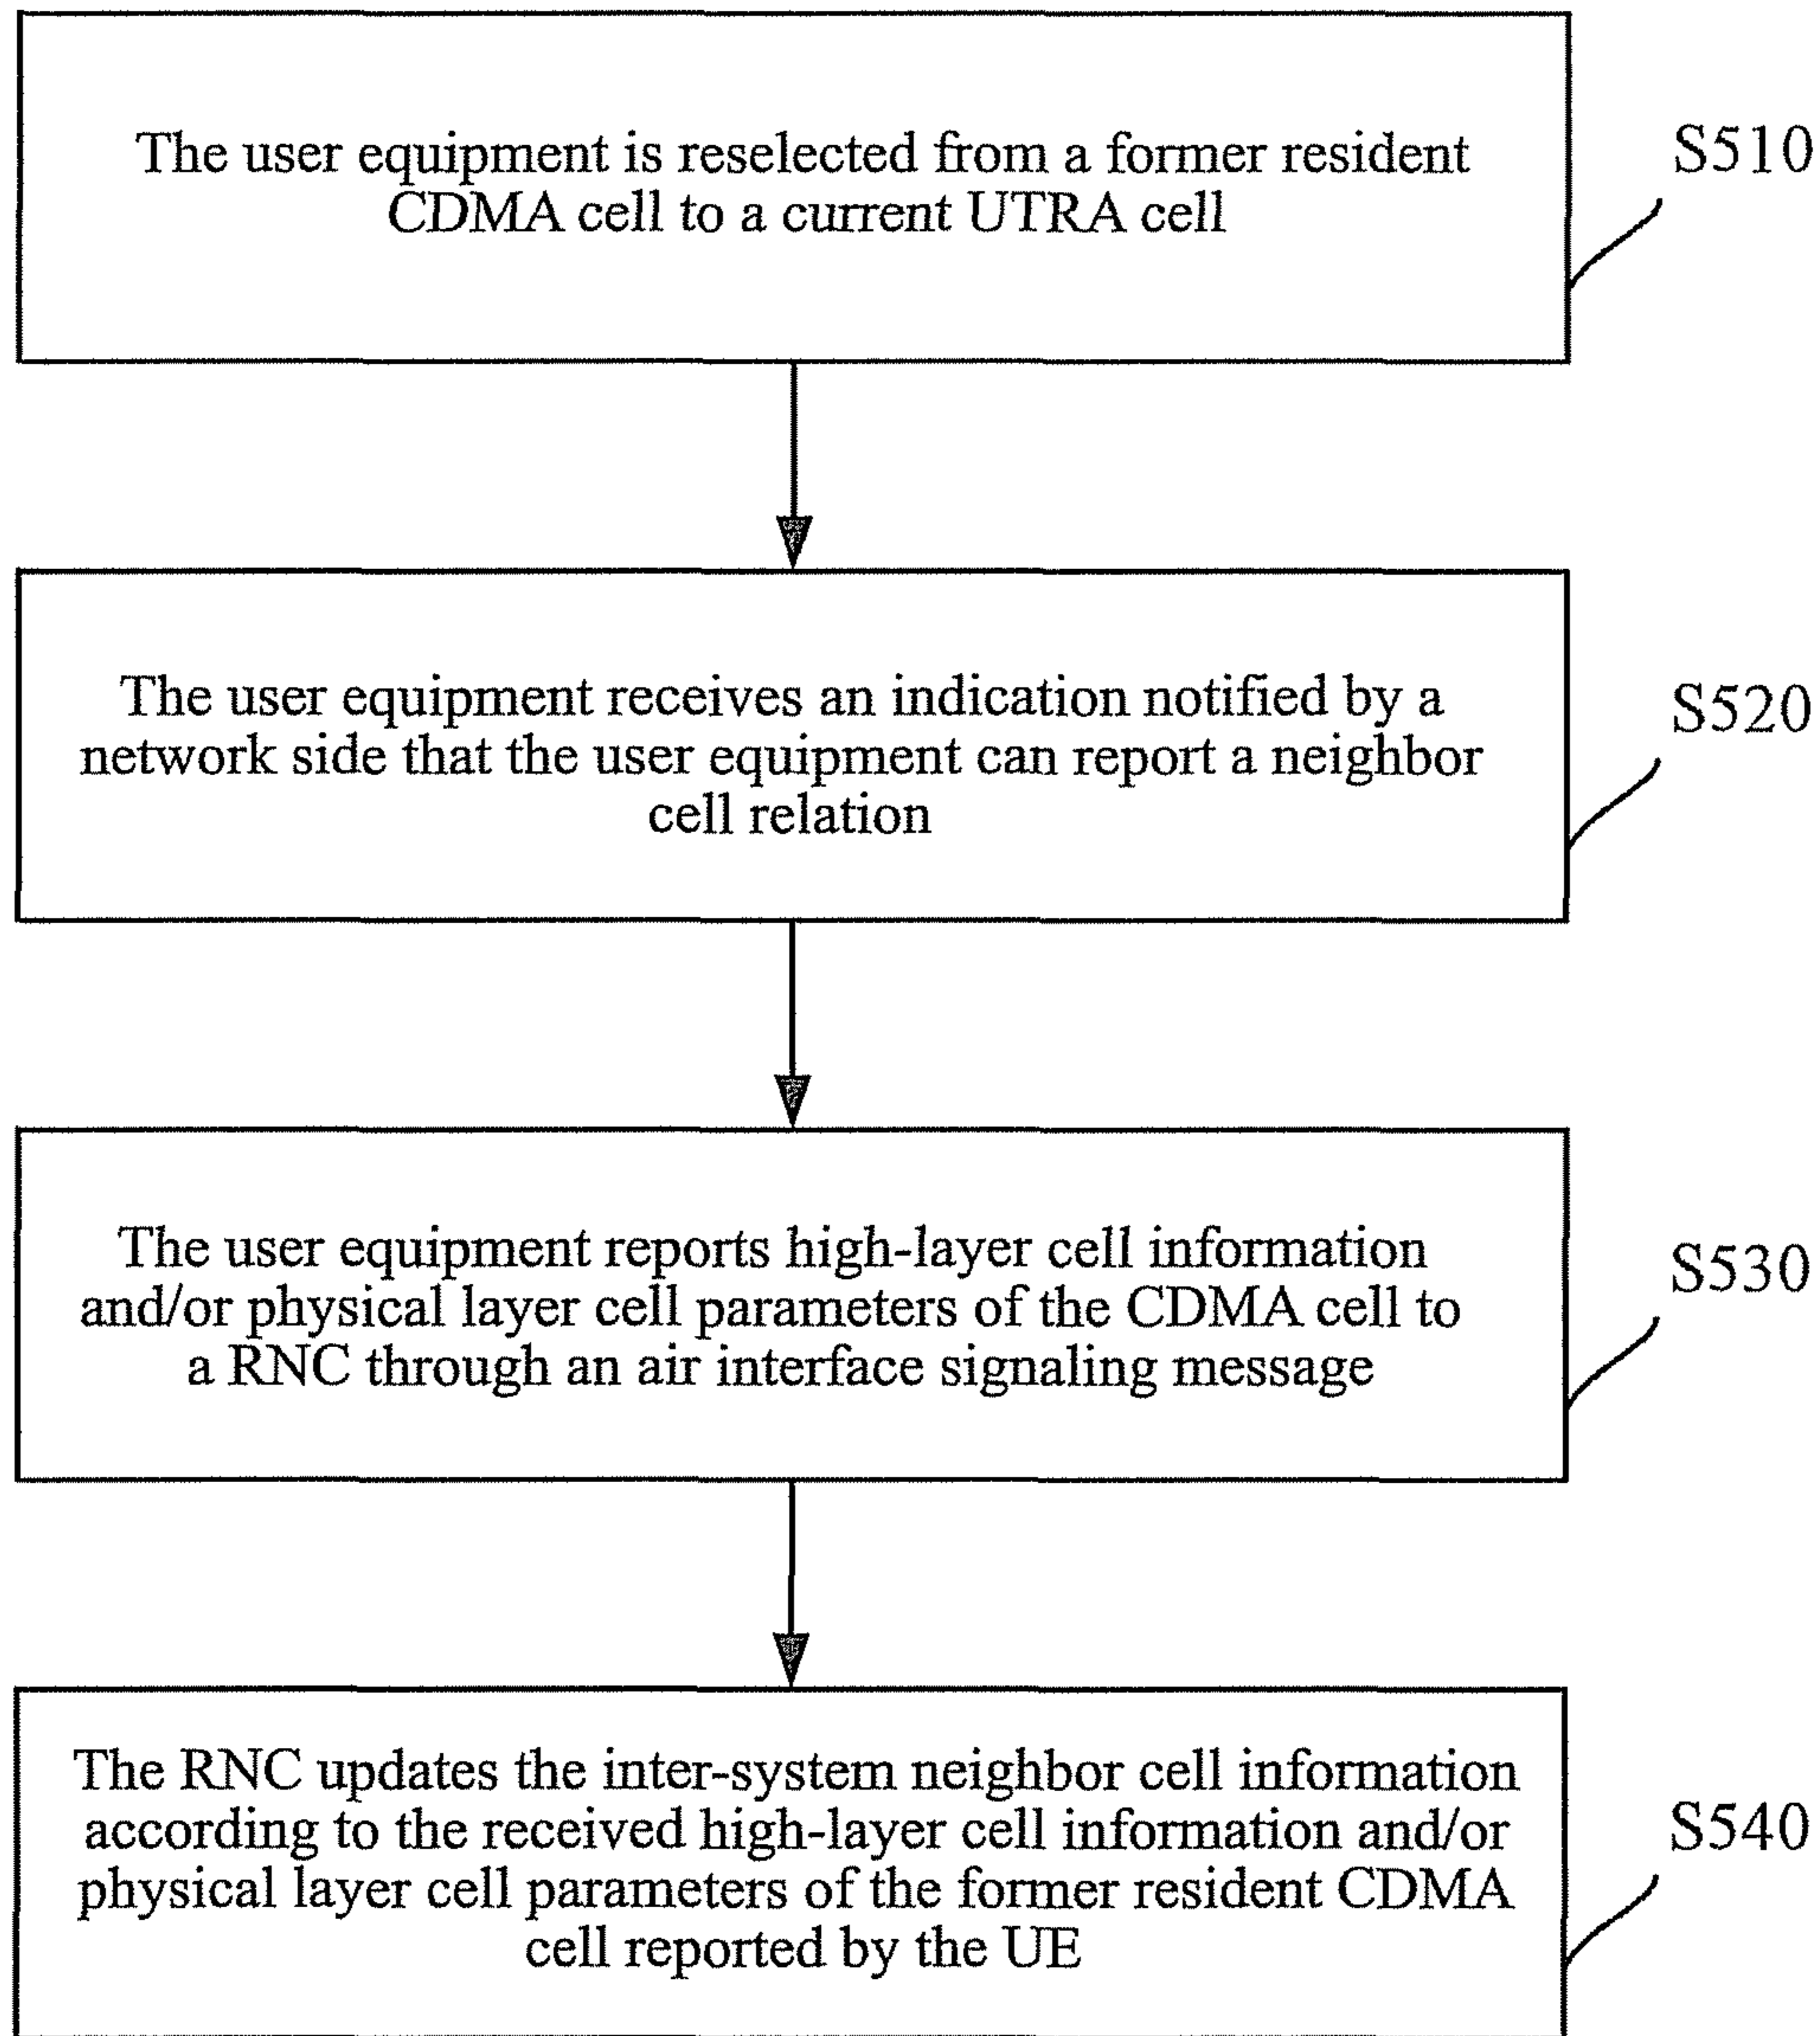 The user equipment is reselected from a former resident
CDMA cell to a current UTRA cell
S510
The user equipment receives an indication notified by a
network side that the user equipment can report a neighbor
cell relation
S520
The user equipment reports high-layer cell information
and/or physical layer cell parameters of the CDMA cell to
a RNC through an air interface signaling message
S530
The RNC updates the inter-system neighbor cell information
according to the received high-layer cell information and/or
physical layer cell parameters of the former resident CDMA
cell reported by the UE
S540